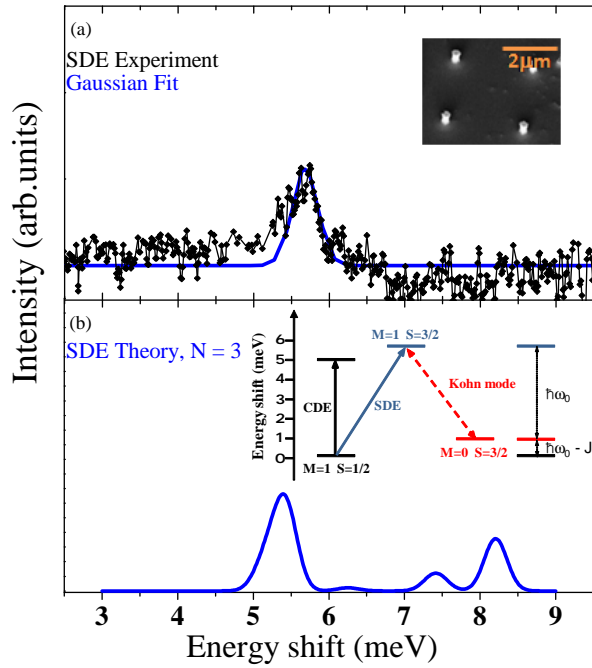 (a)
SDE Experiment
Gaussian Fit
2μm
Intensity (arb.units)
(b)
SDE Theory, N = 3
Energy shift (meV)
6
5
4
3
2
1
0
M=1 S=3/2
CDE
SDE
Kohn mode
ħω₀
ħω₀ - J
M=1 S=1/2
M=0 S=3/2
3 4 5 6 7 8 9
Energy shift (meV)